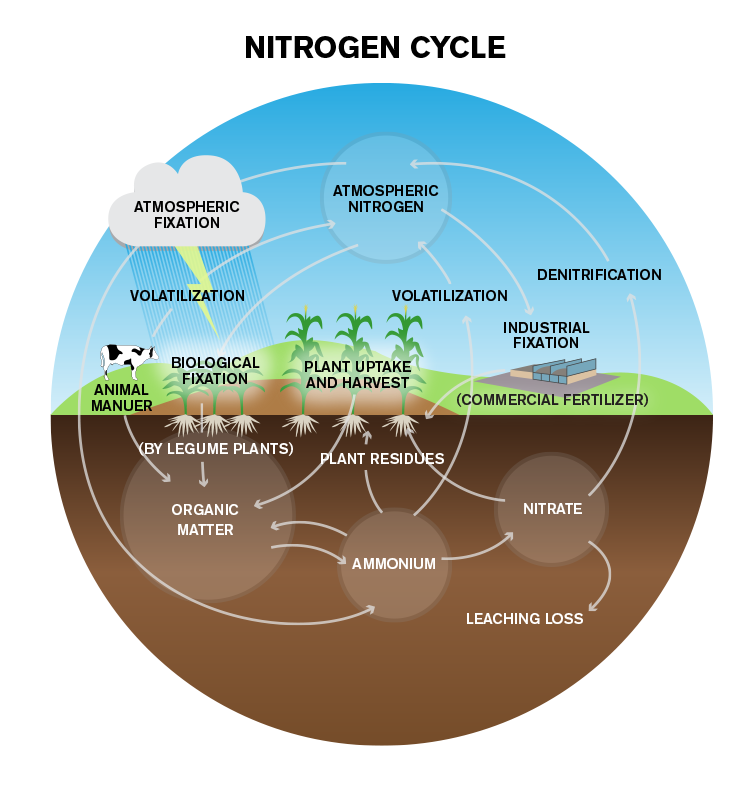 NITROGEN CYCLE
ATMOSPHERIC
NITROGEN
ATMOSPHERIC
FIXATION
DENITRIFICATION
VOLATILIZATION
VOLATILIZATION
INDUSTRIAL
FIXATION
BIOLOGICAL
FIXATION
PLANT UPTAKE
AND HARVEST
ANIMAL
MANUER
(COMMERCIAL FERTILIZER)
(BY LEGUME PLANTS)
PLANT RESIDUES
ORGANIC
MATTER
NITRATE
AMMONIUM
LEACHING LOSS